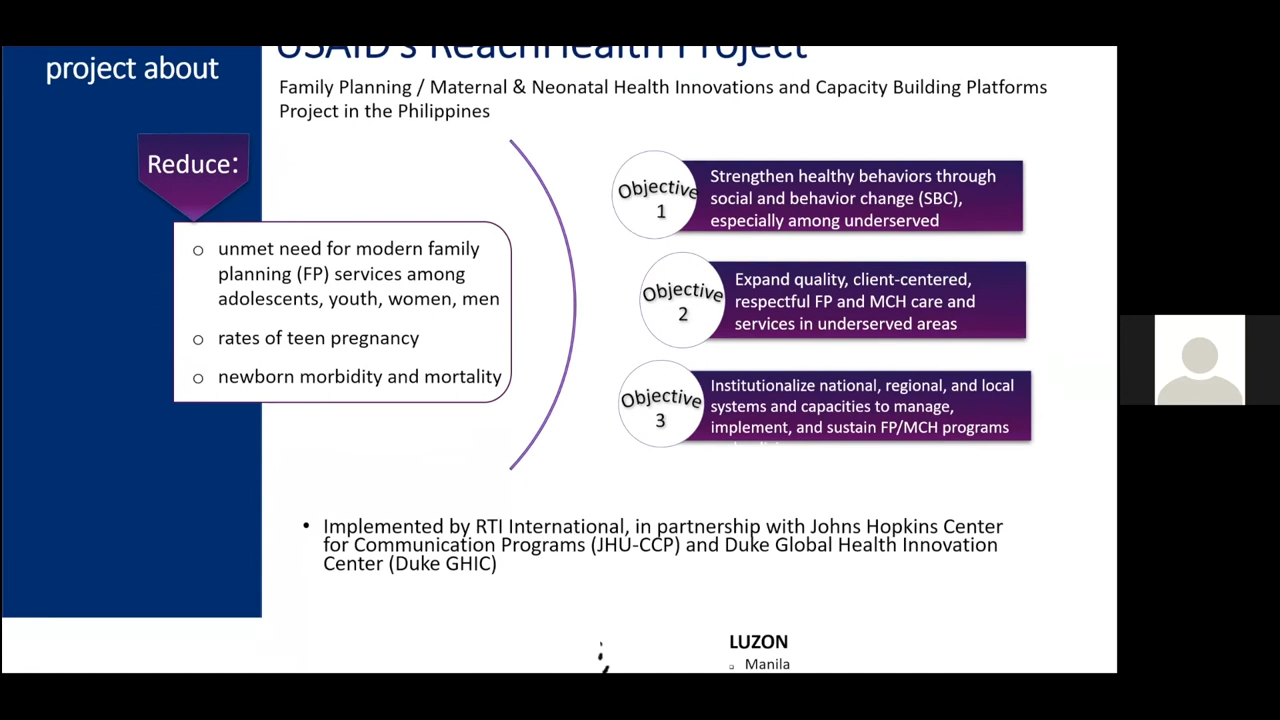 USAID's ReachHealth Project
project about
Family Planning / Maternal & Neonatal Health Innovations and Capacity Building Platforms
Project in the Philippines
Reduce:
o unmet need for modern family
planning (FP) services among
adolescents, youth, women, men
o rates of teen pregnancy
o newborn morbidity and mortality
Objective
1
Strengthen healthy behaviors through
social and behavior change (SBC),
especially among underserved
Objective
2
Expand quality, client-centered,
respectful FP and MCH care and
services in underserved areas
Objective
3
Institutionalize national, regional, and local
systems and capacities to manage,
implement, and sustain FP/MCH programs
• Implemented by RTI International, in partnership with Johns Hopkins Center
for Communication Programs (JHU-CCP) and Duke Global Health Innovation
Center (Duke GHIC)
LUZON
▫ Manila